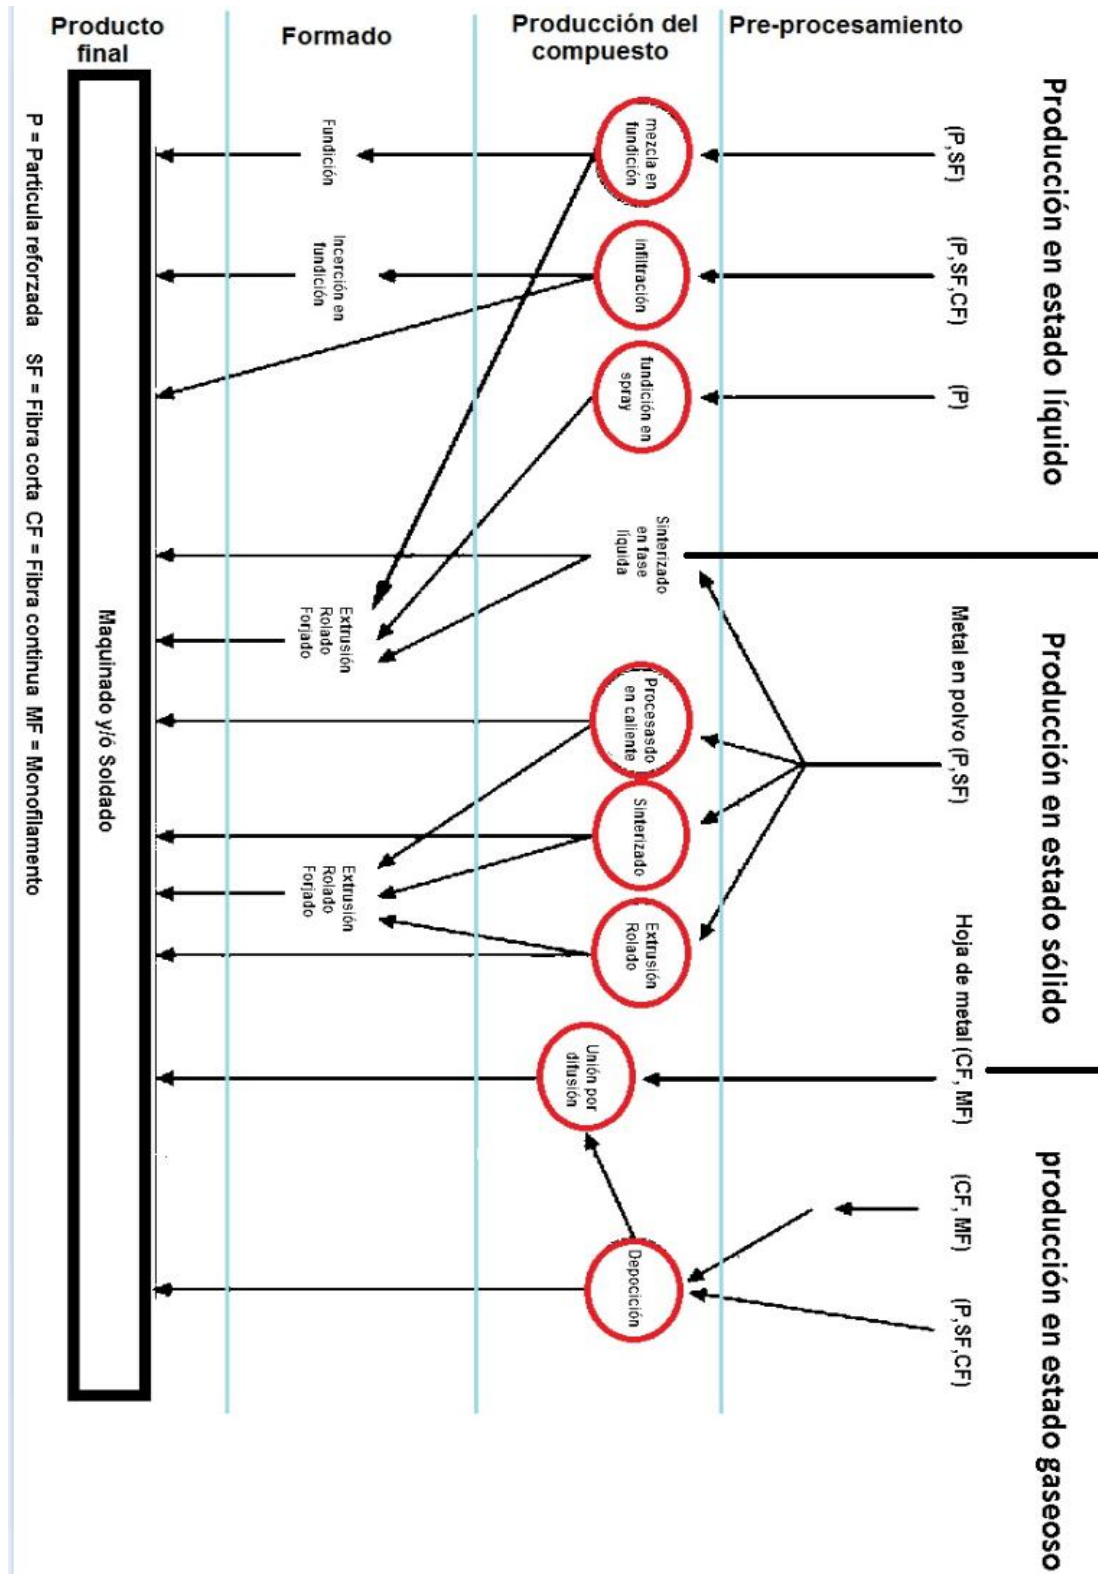 Producto
final
Formado
Producción del
compuesto
Pre-procesamiento
Producción en estado líquido
Producción en estado sólido
producción en estado gaseoso
(P,SF)
(P,SF,CF)
(P)
Metal en polvo (P,SF)
Hoja de metal (CF, MF)
(CF, MF)
(P,SF,CF)
mezcla en
fundición
infiltración
fundición en
spray
Sinterizado
en fase
líquida
Procesasdo
en caliente
Sinterizado
Extrusión
Rolado
Unión por
difusión
Depocición
Fundición
Incerción en
fundición
Extrusión
Rolado
Forjado
Extrusión
Rolado
Forjado
Maquinado y/ó Soldado
P = Particula reforzada SF = Fibra corta CF = Fibra continua MF = Monofilamento